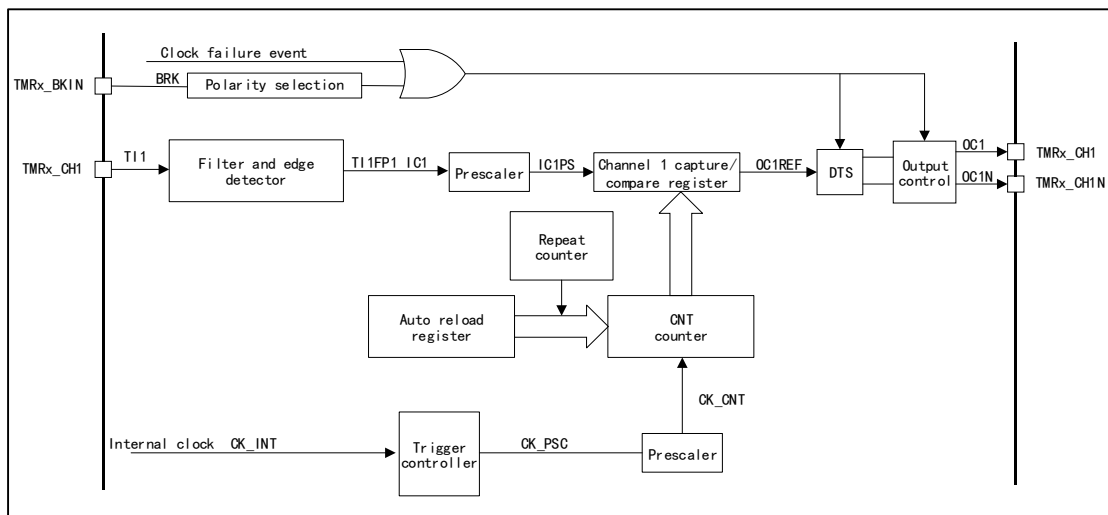 Clock failure event
TMRx_BKIN
BRK
Polarity selection
TMRx_CH1
TI1
Filter and edge
detector
TI1FP1 IC1
Prescaler
IC1PS
Channel 1 capture/
compare register
OC1REF
DTS
Output
control
OC1
OC1N
TMRx_CH1
TMRx_CH1N
Repeat
counter
Auto reload
register
CNT
counter
CK_CNT
Internal clock CK_INT
Trigger
controller
CK_PSC
Prescaler